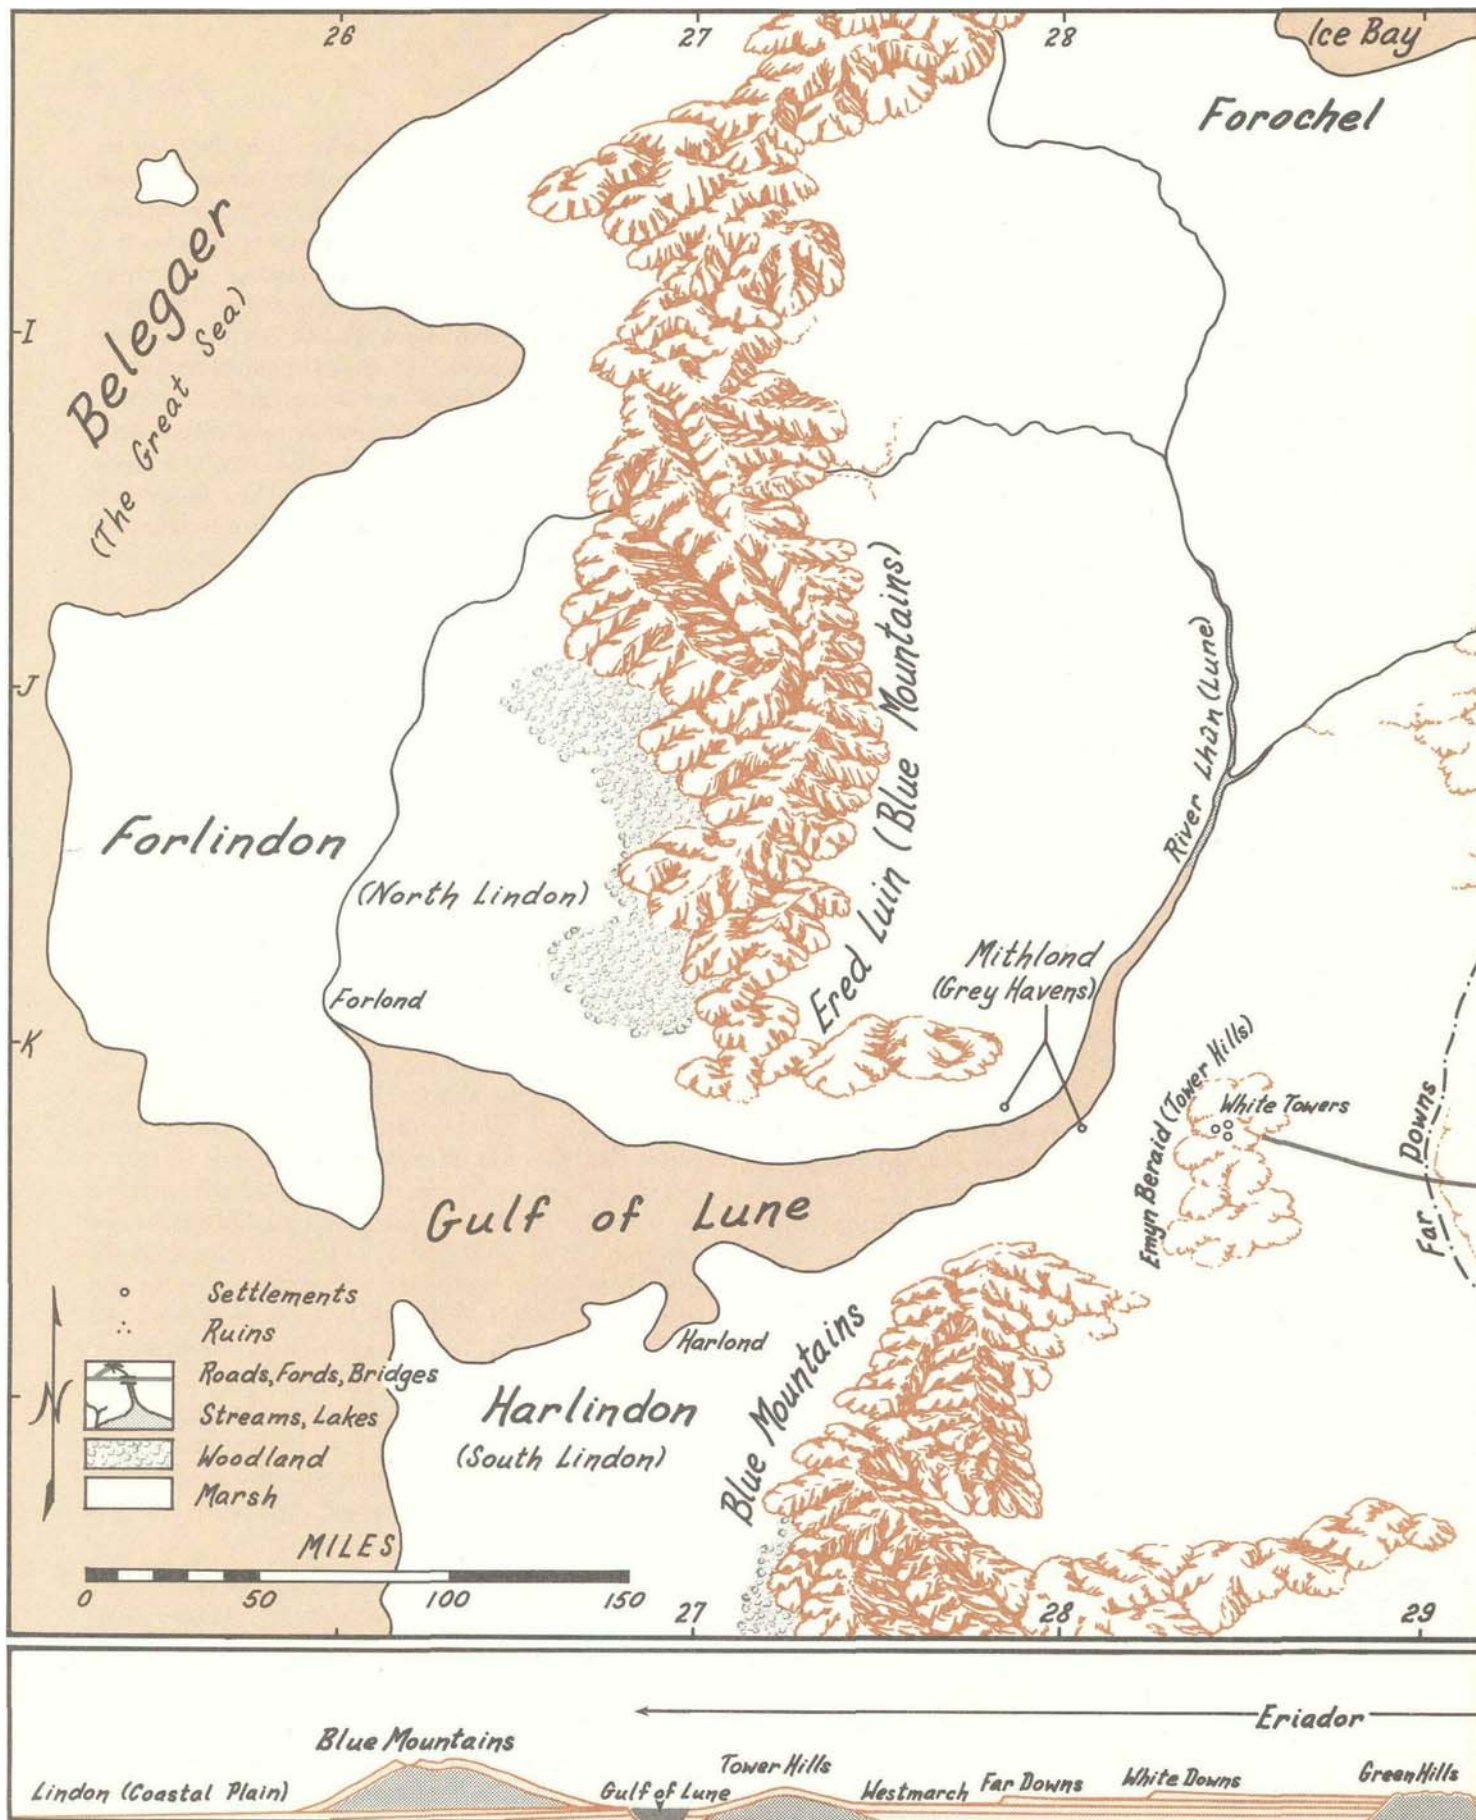 26
27
28
Ice Bay
Forochel
Belegaer
(The Great Sea)
I
J
K
Ered Luin (Blue Mountains)
River Lhûn (Lune)
Forlindon
(North Lindon)
Forlond
Mithlond
(Grey Havens)
Emyn Beraid (Tower Hills)
White Towers
Far Downs
Gulf of Lune
Harlond
Harlindon
(South Lindon)
Blue Mountains
N
Settlements
Ruins
Roads, Fords, Bridges
Streams, Lakes
Woodland
Marsh
MILES
0 50 100 150
27
28
29
Eriador
Blue Mountains
Lindon (Coastal Plain)
Gulf of Lune
Tower Hills
Westmarch
Far Downs
White Downs
Green Hills